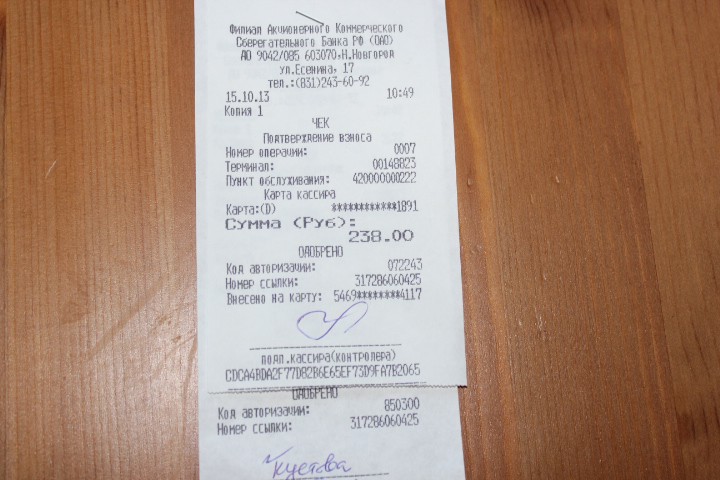 Филиал Акционерного Коммерческого
Сберегательного Банка РФ (ОАО)
АО 9042/085 603070,Н.Новгород
ул.Есенина, 17
тел.:(831)243-60-92
15.10.13 10:49
Копия 1
ЧЕК
Подтверждение взноса
Номер операции: 0007
Терминал: 00148823
Пункт обслуживания: 420000000222
Карта кассира
Карта:(D) ************1891
Сумма (Руб):
238.00
ОДОБРЕНО
Код авторизации: 072243
Номер ссылки: 317286060425
Внесено на карту: 5469********4117
подп.кассира(контролера)
CDCA4BDA2F77D82B6E65EF73D9FA7B2065
ОДОБРЕНО
Код авторизации: 850300
Номер ссылки: 317286060425